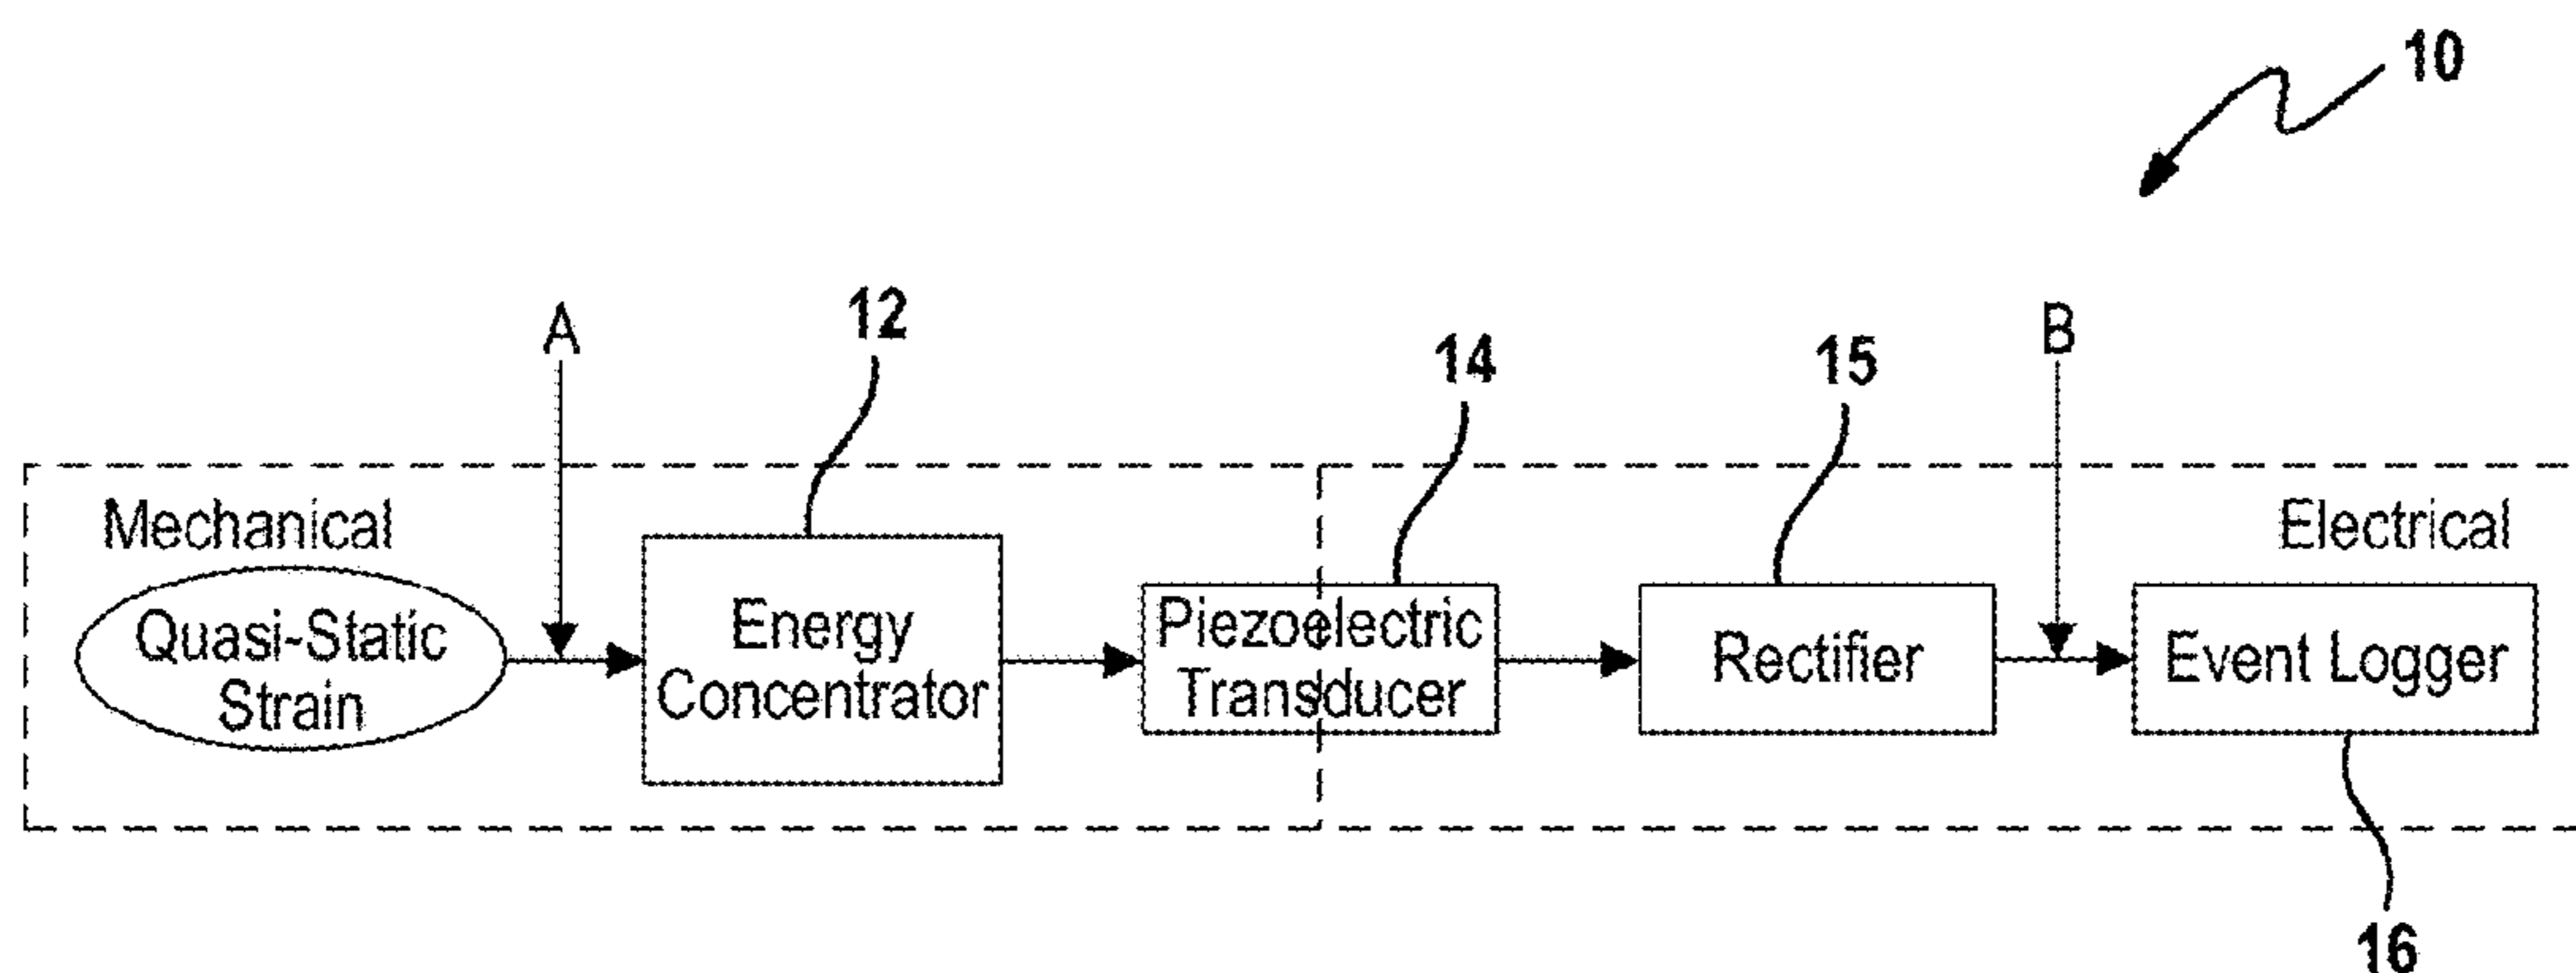 10
A
12
14
15
B
Mechanical
Electrical
Quasi-Static
Strain
Energy
Concentrator
Piezoelectric
Transducer
Rectifier
Event Logger
16